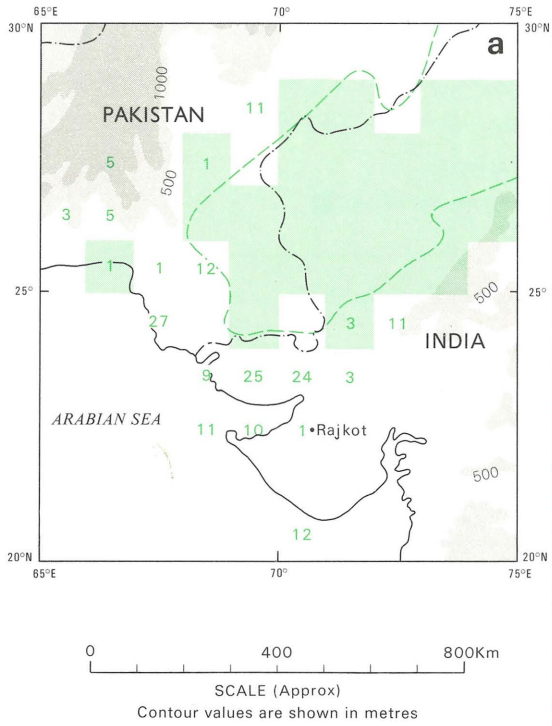 65°E 70° 75°E
30°N 30°N
a
1000
11
PAKISTAN
5 1
500
3 5
1 1 12
25° 25°
500
27 3 11
INDIA
9 25 24 3
ARABIAN SEA
11 10 1 •Rajkot
500
12
20°N 20°N
65°E 70° 75°E
0 400 800Km
SCALE (Approx)
Contour values are shown in metres